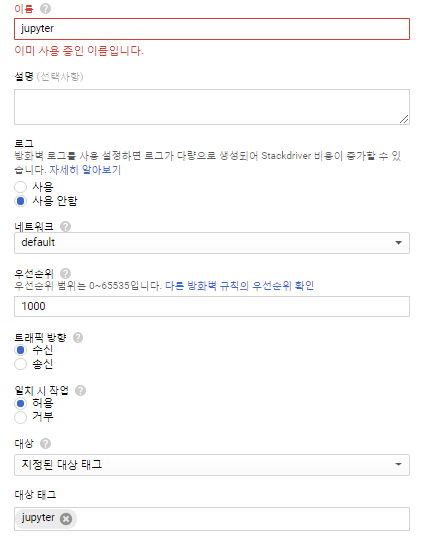 이름 ?
jupyter
이미 사용 중인 이름입니다.
설명 (선택사항)
로그
방화벽 로그를 사용 설정하면 로그가 다량으로 생성되어 Stackdriver 비용이 증가할 수 있
습니다. 자세히 알아보기
사용
사용 안함
네트워크 ?
default
우선순위 ?
우선순위 범위는 0~65535입니다. 다른 방화벽 규칙의 우선순위 확인
1000
트래픽 방향 ?
수신
송신
일치 시 작업 ?
허용
거부
대상 ?
지정된 대상 태그
대상 태그
jupyter